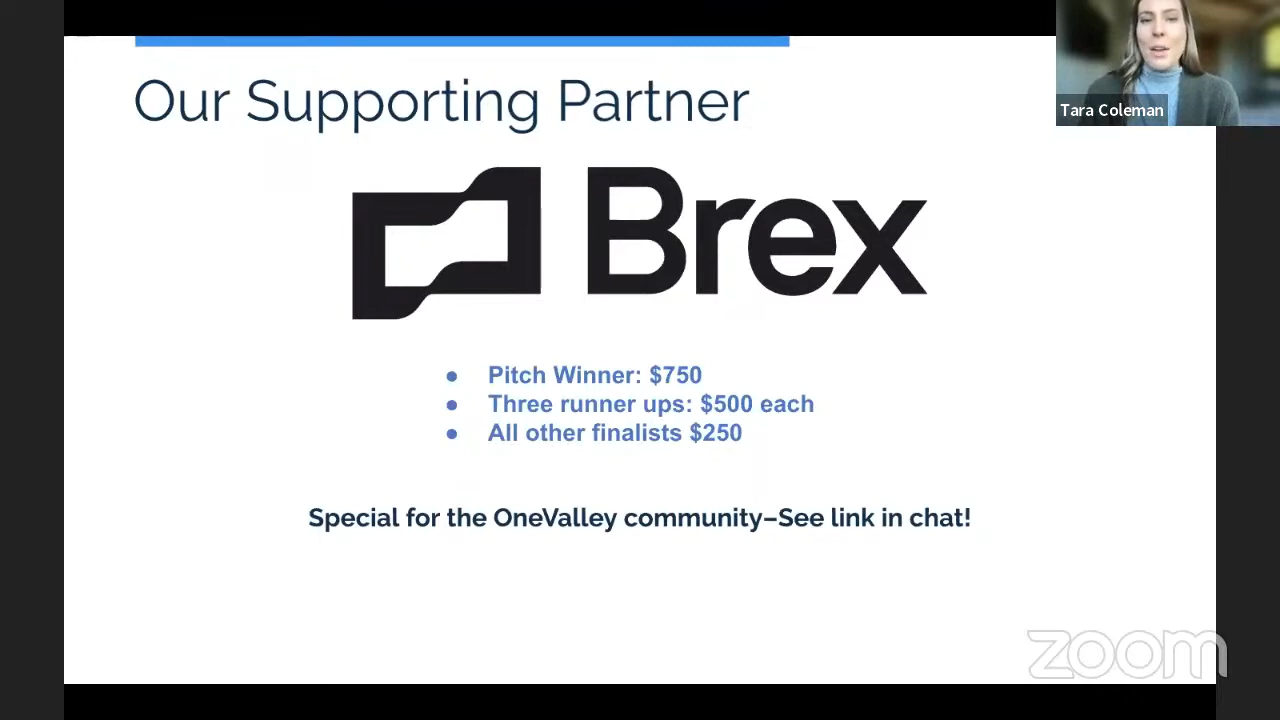 Our Supporting Partner
Tara Coleman
Brex
● Pitch Winner: $750
● Three runner ups: $500 each
● All other finalists $250
Special for the OneValley community–See link in chat!
zoom